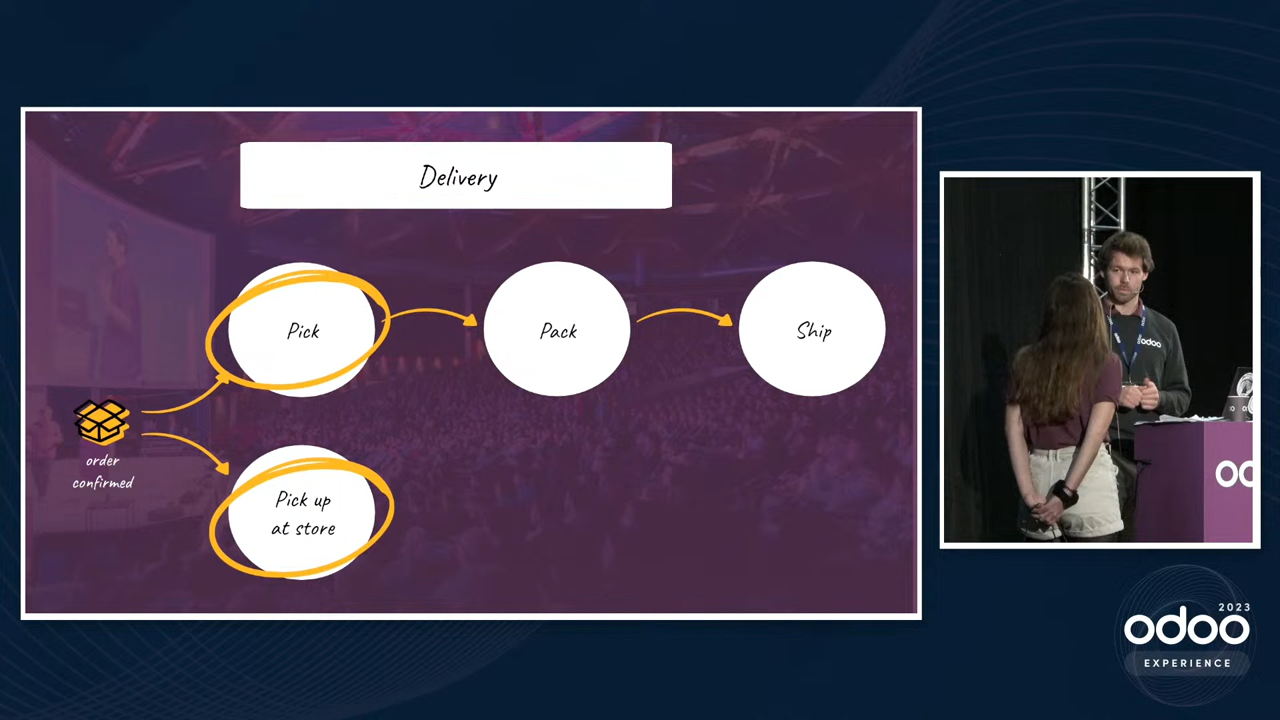 Delivery
Pick
Pack
Ship
order
confirmed
Pick up
at store
odoo
2023
odoo
EXPERIENCE